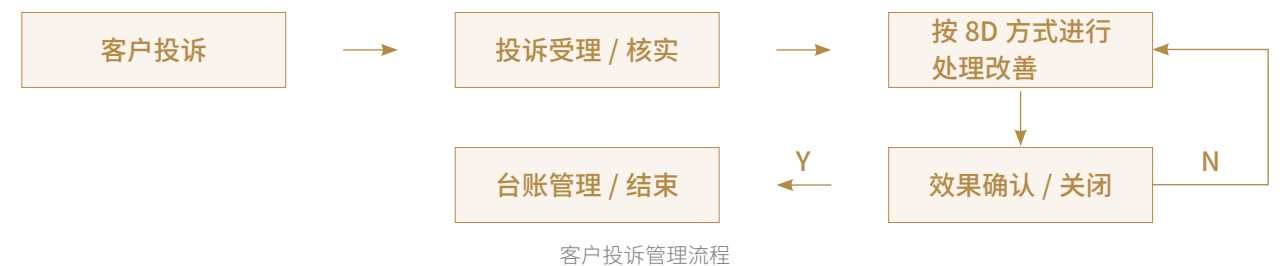 客户投诉
投诉受理 / 核实
按 8D 方式进行
处理改善
台账管理 / 结束
Y
效果确认 / 关闭
N
客户投诉管理流程